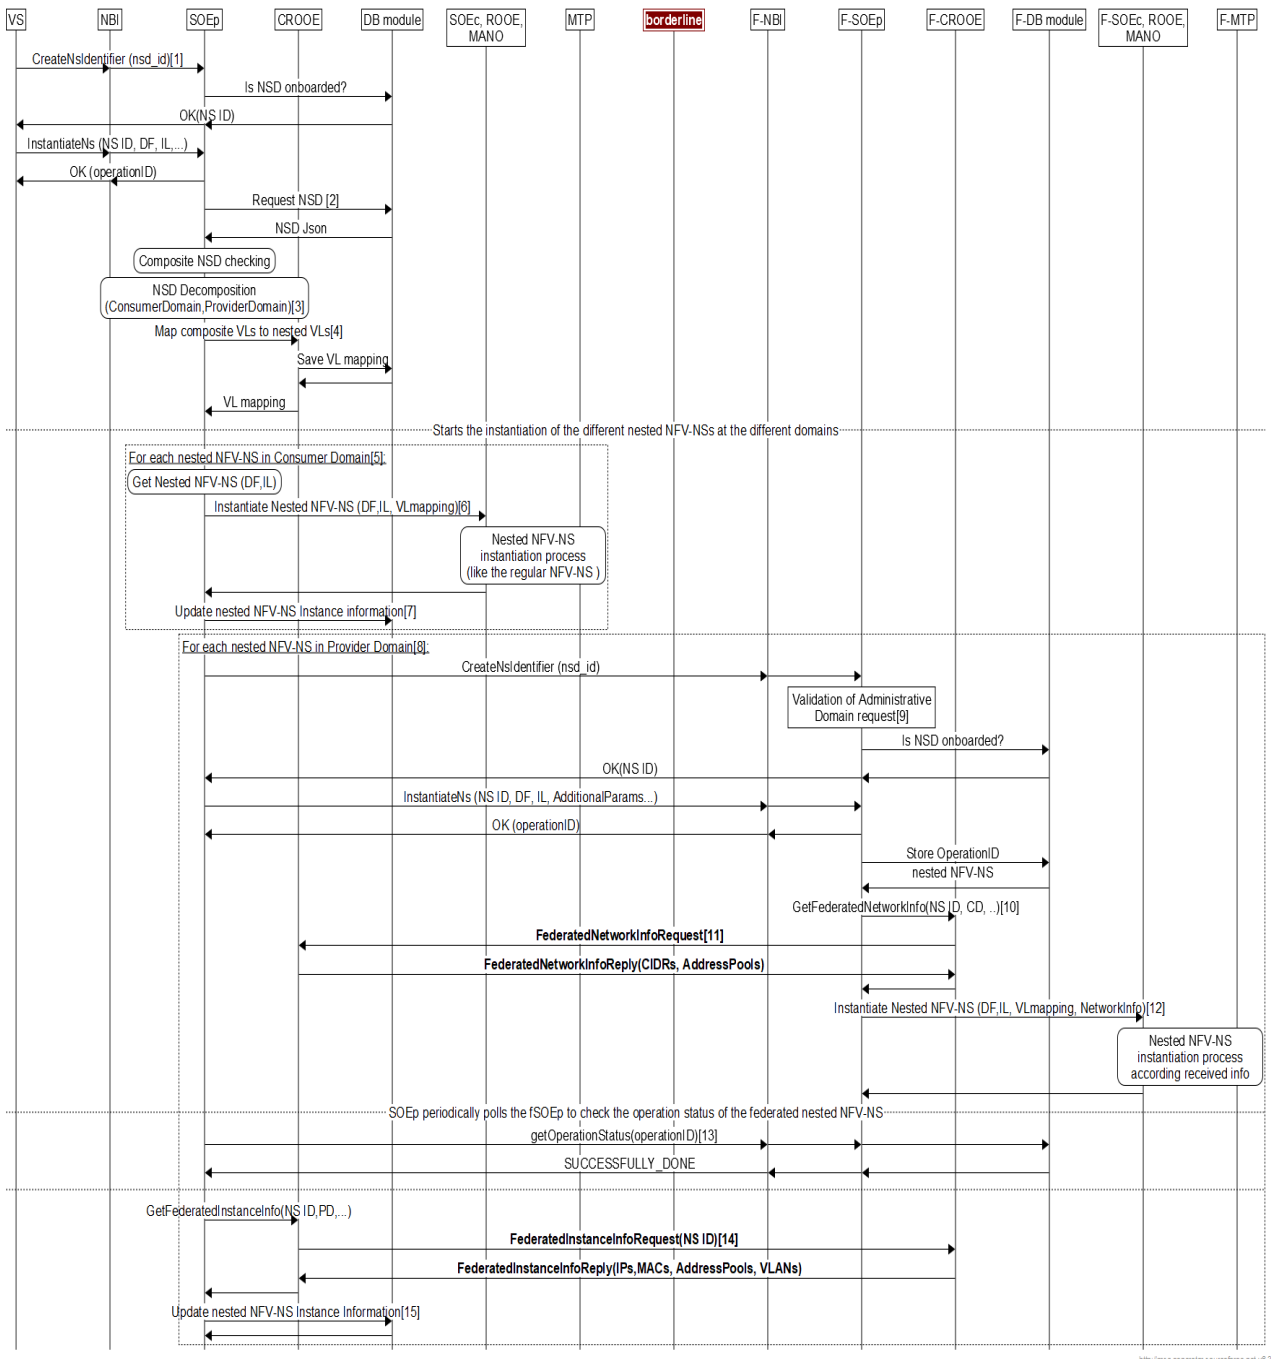 VS
NBI
SOEp
CROOE
DB module
SOEc, ROOE,
MANO
MTP
borderline
F-NBI
F-SOEp
F-CROOE
F-DB module
F-SOEc, ROOE,
MANO
F-MTP
CreateNsIdentifier (nsd_id)[1]
Is NSD onboarded?
OK(NS ID)
InstantiateNs (NS ID, DF, IL,...)
OK (operationID)
Request NSD [2]
NSD Json
Composite NSD checking
NSD Decomposition
(ConsumerDomain,ProviderDomain)[3]
Map composite VLs to nested VLs[4]
Save VL mapping
VL mapping
Starts the instantiation of the different nested NFV-NSs at the different domains
For each nested NFV-NS in Consumer Domain[5]:
Get Nested NFV-NS (DF,IL)
Instantiate Nested NFV-NS (DF,IL, VLmapping)[6]
Nested NFV-NS
instantiation process
(like the regular NFV-NS )
Update nested NFV-NS Instance information[7]
For each nested NFV-NS in Provider Domain[8]:
CreateNsIdentifier (nsd_id)
Validation of Administrative
Domain request[9]
Is NSD onboarded?
OK(NS ID)
InstantiateNs (NS ID, DF, IL, AdditionalParams...)
OK (operationID)
Store OperationID
nested NFV-NS
GetFederatedNetworkInfo(NS ID, CD, ..)[10]
FederatedNetworkInfoRequest[11]
FederatedNetworkInfoReply(CIDRs, AddressPools)
Instantiate Nested NFV-NS (DF,IL, VLmapping, NetworkInfo)[12]
Nested NFV-NS
instantiation process
according received info
SOEp periodically polls the fSOEp to check the operation status of the federated nested NFV-NS
getOperationStatus(operationID)[13]
SUCCESSFULLY_DONE
GetFederatedInstanceInfo(NS ID,PD,...)
FederatedInstanceInfoRequest(NS ID)[14]
FederatedInstanceInfoReply(IPs,MACs, AddressPools, VLANs)
Update nested NFV-NS Instance Information[15]